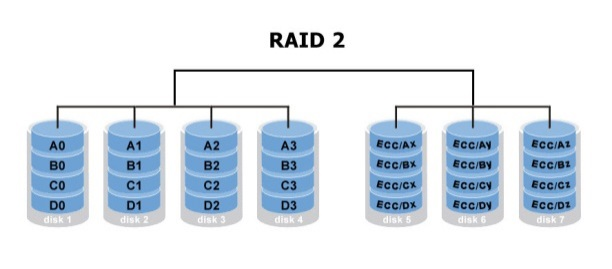 RAID 2
A0 A1 A2 A3 ECC/Ax ECC/Ay ECC/Az
B0 B1 B2 B3 ECC/Bx ECC/By ECC/Bz
C0 C1 C2 C3 ECC/Cx ECC/Cy ECC/Cz
D0 D1 D2 D3 ECC/Dx ECC/Dy ECC/Dz
disk 1 disk 2 disk 3 disk 4 disk 5 disk 6 disk 7